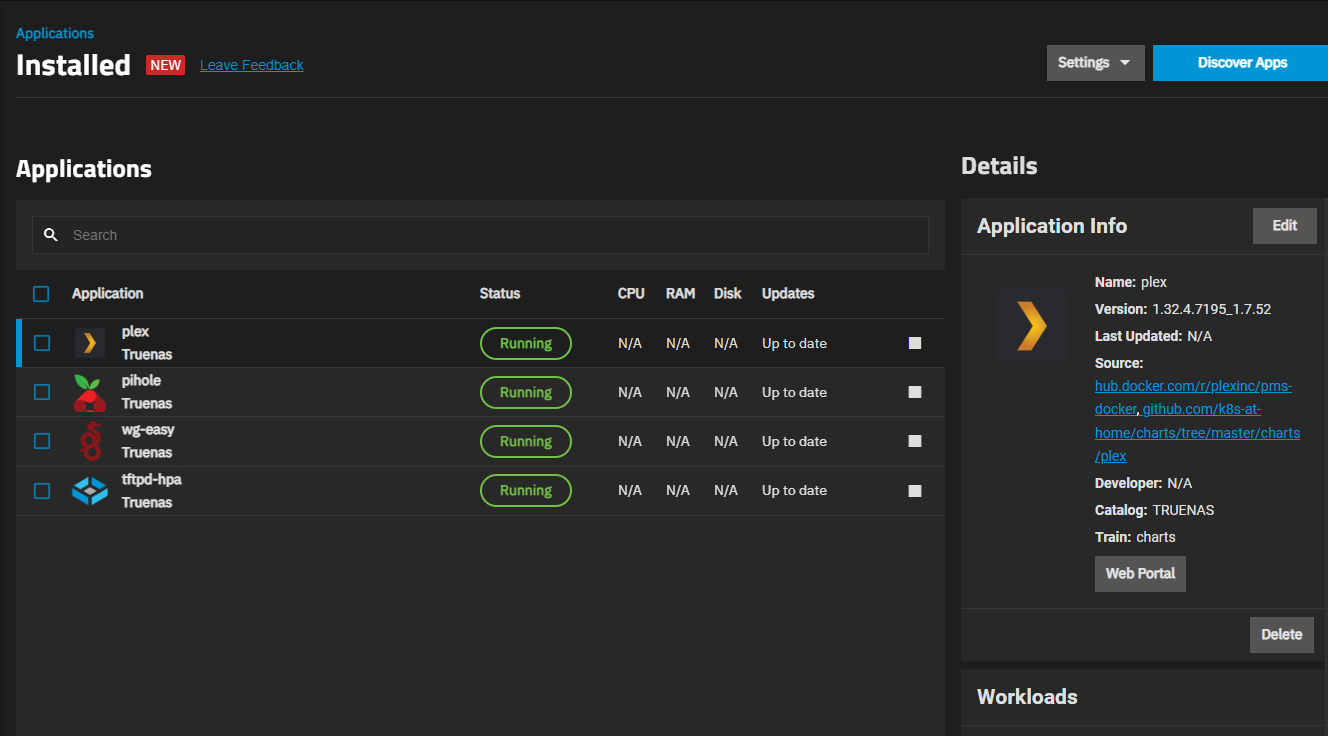 Applications
Installed NEW Leave Feedback
Settings Discover Apps
Applications
Search
Application Status CPU RAM Disk Updates
plex
Truenas
Running N/A N/A N/A Up to date
pihole
Truenas
Running N/A N/A N/A Up to date
wg-easy
Truenas
Running N/A N/A N/A Up to date
tftpd-hpa
Truenas
Running N/A N/A N/A Up to date
Details
Application Info Edit
Name: plex
Version: 1.32.4.7195_1.7.52
Last Updated: N/A
Source:
hub.docker.com/r/plexinc/pms-
docker, github.com/k8s-at-
home/charts/tree/master/charts
/plex
Developer: N/A
Catalog: TRUENAS
Train: charts
Web Portal
Delete
Workloads